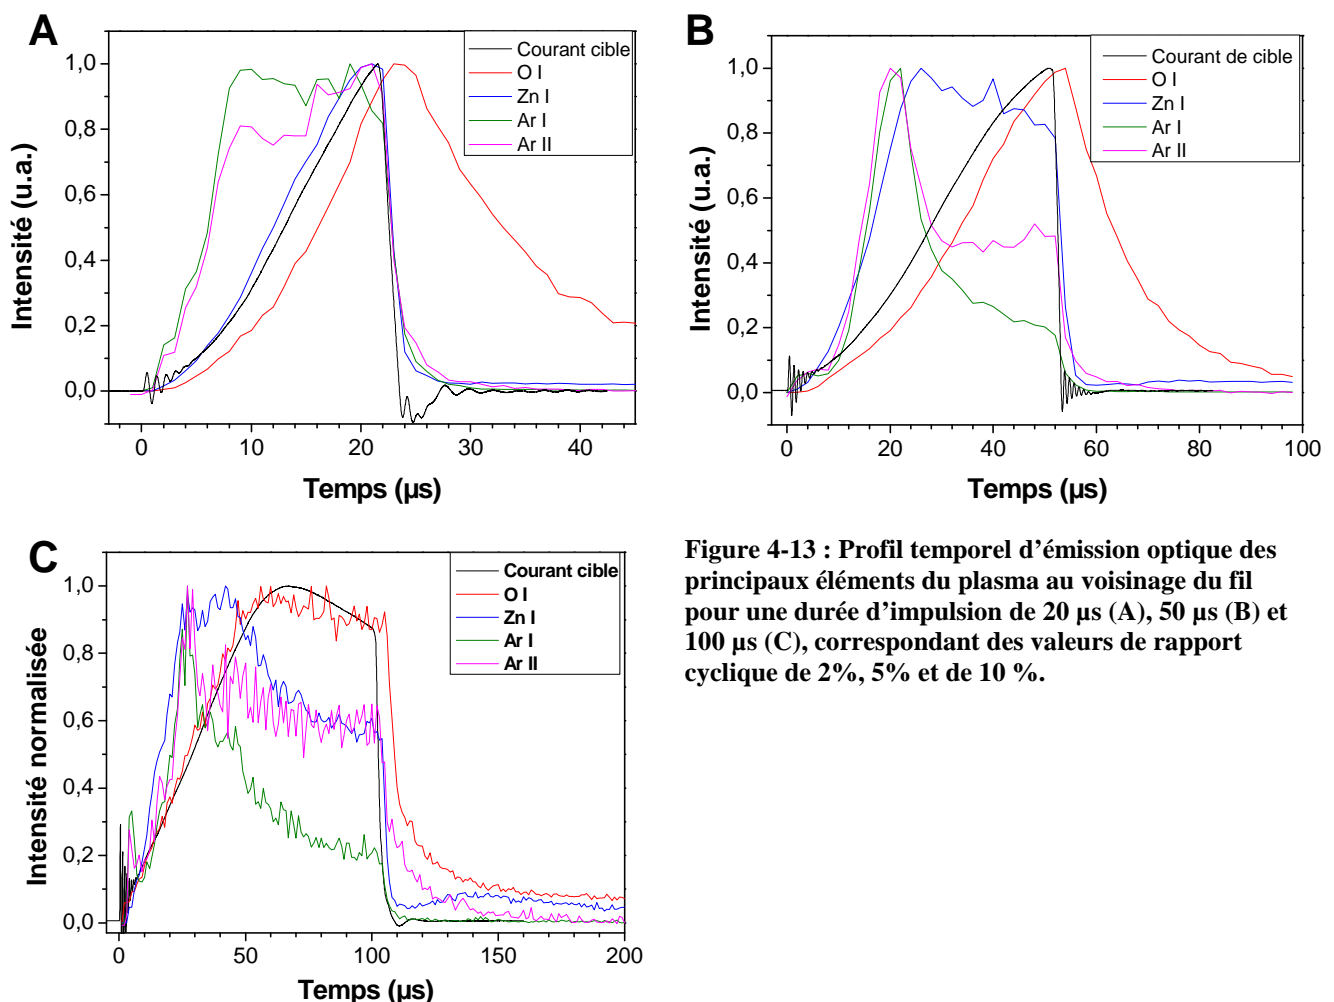 A
1,0
0,8
0,6
0,4
0,2
0,0
Intensité (u.a.)
Courant cible
O I
Zn I
Ar I
Ar II
0 10 20 30 40
Temps (µs)
B
1,0
0,8
0,6
0,4
0,2
0,0
Intensité (u.a.)
Courant de cible
O I
Zn I
Ar I
Ar II
0 20 40 60 80 100
Temps (µs)
C
1,0
0,8
0,6
0,4
0,2
0,0
Intensité normalisée
Courant cible
O I
Zn I
Ar I
Ar II
0 50 100 150 200
Temps (µs)
Figure 4-13 : Profil temporel d’émission optique des
principaux éléments du plasma au voisinage du fil
pour une durée d’impulsion de 20 µs (A), 50 µs (B) et
100 µs (C), correspondant des valeurs de rapport
cyclique de 2%, 5% et de 10 %.